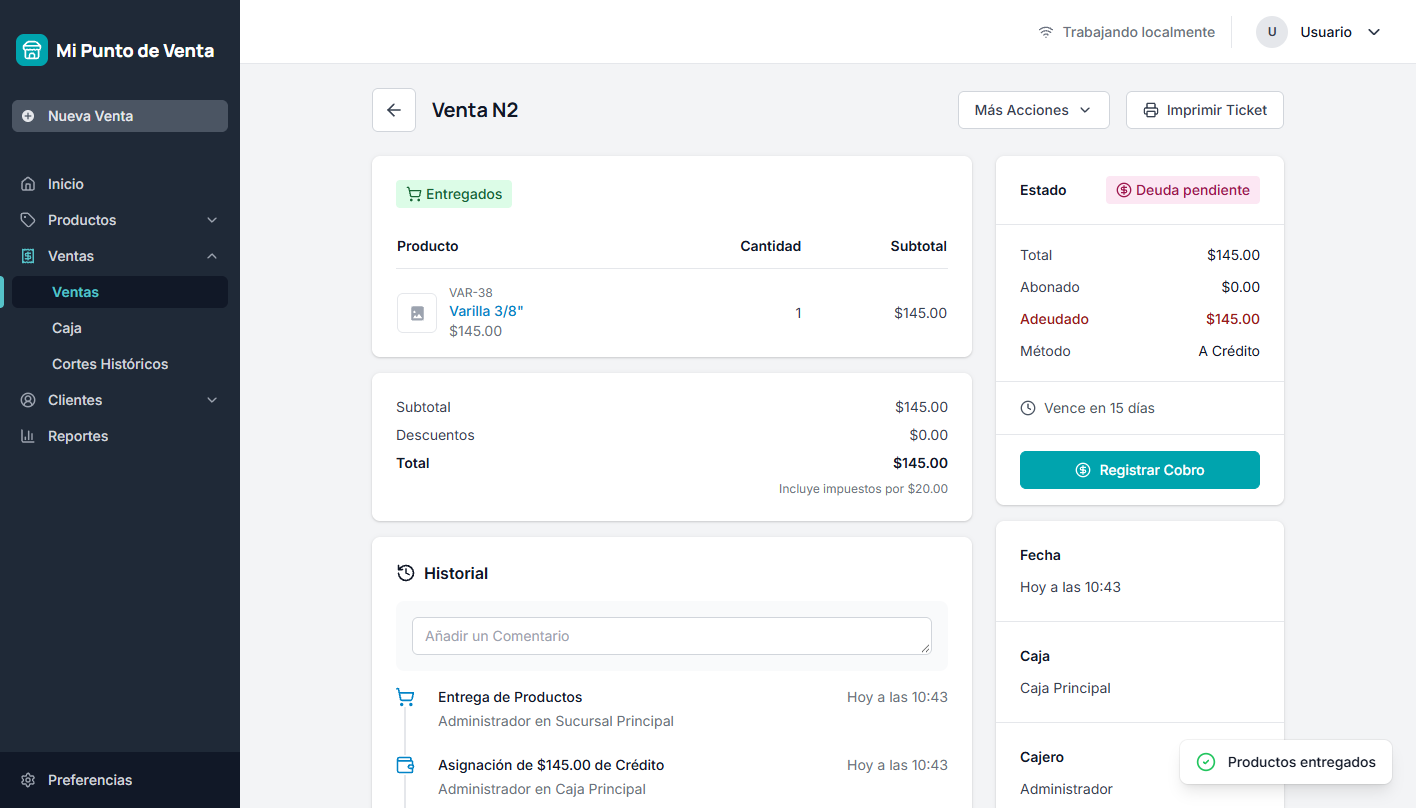 Mi Punto de Venta
Nueva Venta
Inicio
Productos
Ventas
Ventas
Caja
Cortes Históricos
Clientes
Reportes
Preferencias
Trabajando localmente
U
Usuario
Venta N2
Más Acciones
Imprimir Ticket
Entregados
Producto Cantidad Subtotal
VAR-38
Varilla 3/8"
$145.00
1
$145.00
Subtotal $145.00
Descuentos $0.00
Total $145.00
Incluye impuestos por $20.00
Historial
Añadir un Comentario
Entrega de Productos Hoy a las 10:43
Administrador en Sucursal Principal
Asignación de $145.00 de Crédito Hoy a las 10:43
Administrador en Caja Principal
Estado Deuda pendiente
Total $145.00
Abonado $0.00
Adeudado $145.00
Método A Crédito
Vence en 15 días
Registrar Cobro
Fecha
Hoy a las 10:43
Caja
Caja Principal
Cajero
Administrador
Productos entregados